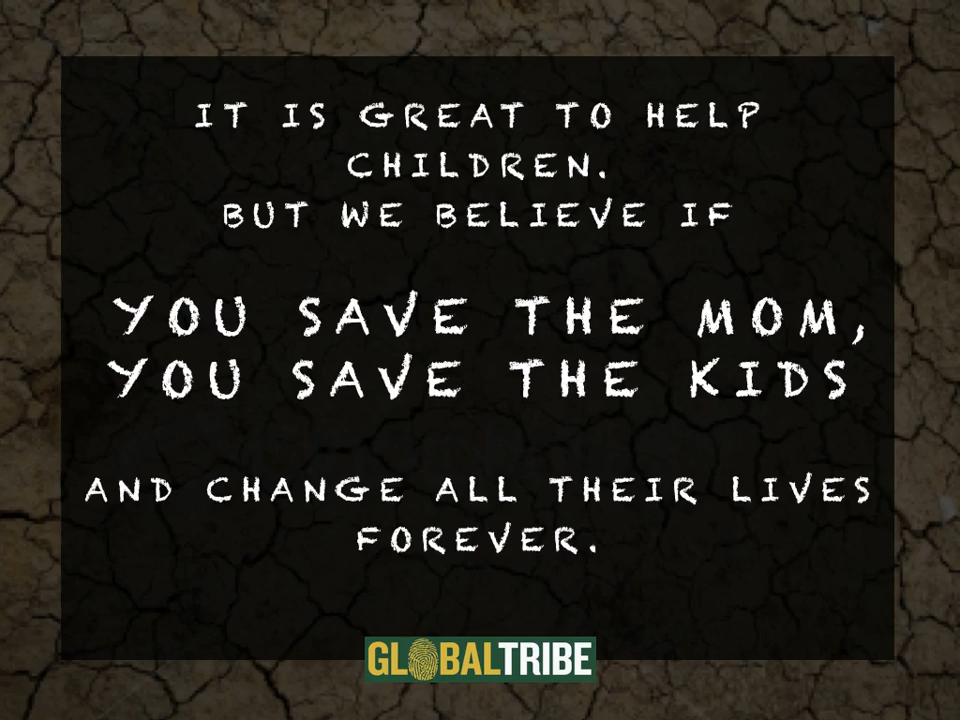 IT IS GREAT TO HELP
CHILDREN.
BUT WE BELIEVE IF
YOU SAVE THE MOM,
YOU SAVE THE KIDS
AND CHANGE ALL THEIR LIVES
FOREVER.
GLOBALTRIBE